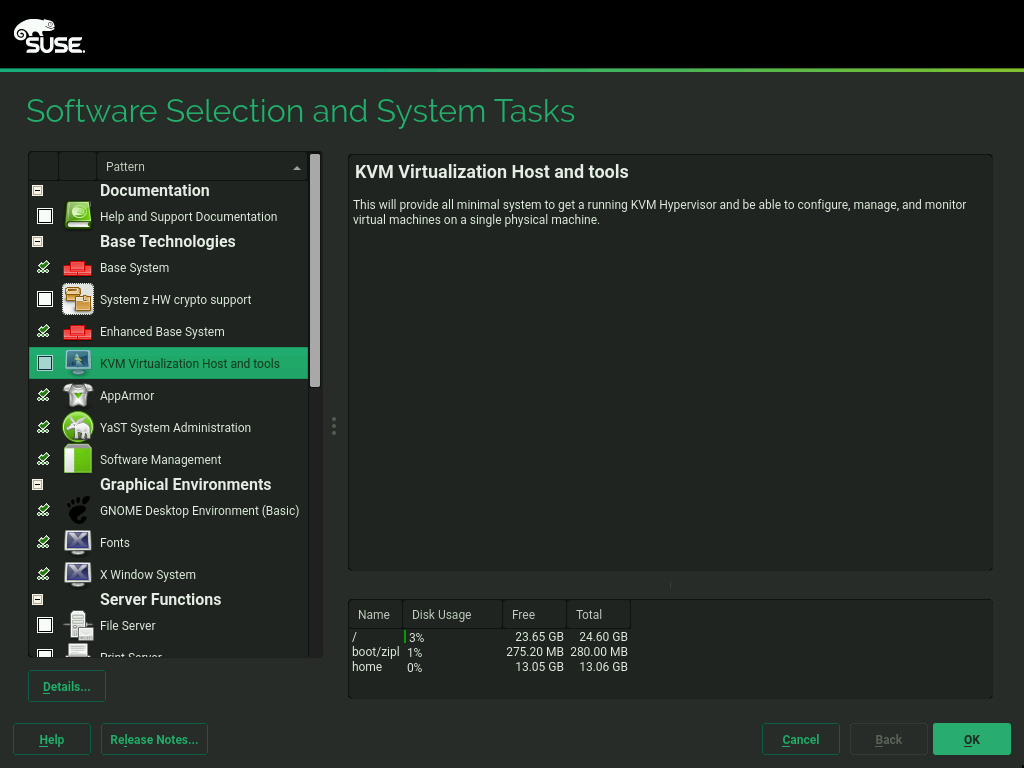 SUSE.
Software Selection and System Tasks
Pattern
Documentation
Help and Support Documentation
Base Technologies
Base System
System z HW crypto support
Enhanced Base System
KVM Virtualization Host and tools
AppArmor
YaST System Administration
Software Management
Graphical Environments
GNOME Desktop Environment (Basic)
Fonts
X Window System
Server Functions
File Server
Print Server
Details...
KVM Virtualization Host and tools
This will provide all minimal system to get a running KVM Hypervisor and be able to configure, manage, and monitor
virtual machines on a single physical machine.
Name Disk Usage Free Total
/ 3% 23.65 GB 24.60 GB
boot/zipl 1% 275.20 MB 280.00 MB
home 0% 13.05 GB 13.06 GB
Help Release Notes... Cancel Back OK